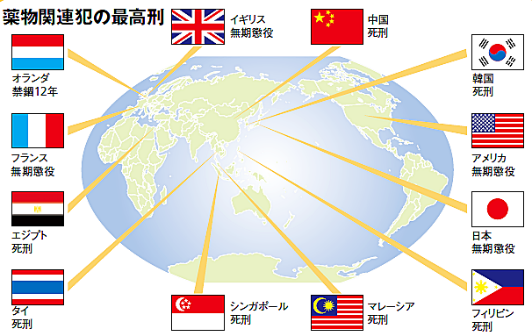 薬物関連犯の最高刑
イギリス
無期懲役
中国
死刑
オランダ
禁錮12年
韓国
死刑
フランス
無期懲役
アメリカ
無期懲役
エジプト
死刑
日本
無期懲役
タイ
死刑
シンガポール
死刑
マレーシア
死刑
フィリピン
死刑